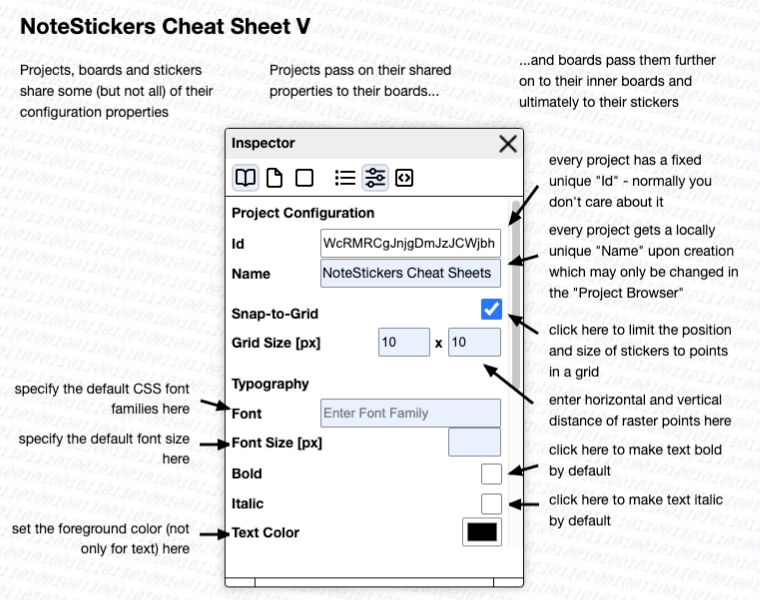 NoteStickers Cheat Sheet V
Projects, boards and stickers
share some (but not all) of their
configuration properties
Projects pass on their shared
properties to their boards...
...and boards pass them further
on to their inner boards and
ultimately to their stickers
Inspector
Project Configuration
Id
WcRMRCgJnjgDmJzJCWjbh
Name
NoteStickers Cheat Sheets
Snap-to-Grid
Grid Size [px]
10
x
10
Typography
Font
Enter Font Family
Font Size [px]
Bold
Italic
Text Color
every project has a fixed
unique "Id" - normally you
don't care about it
every project gets a locally
unique "Name" upon creation
which may only be changed in
the "Project Browser"
click here to limit the position
and size of stickers to points
in a grid
enter horizontal and vertical
distance of raster points here
click here to make text bold
by default
click here to make text italic
by default
specify the default CSS font
families here
specify the default font size
here
set the foreground color (not
only for text) here